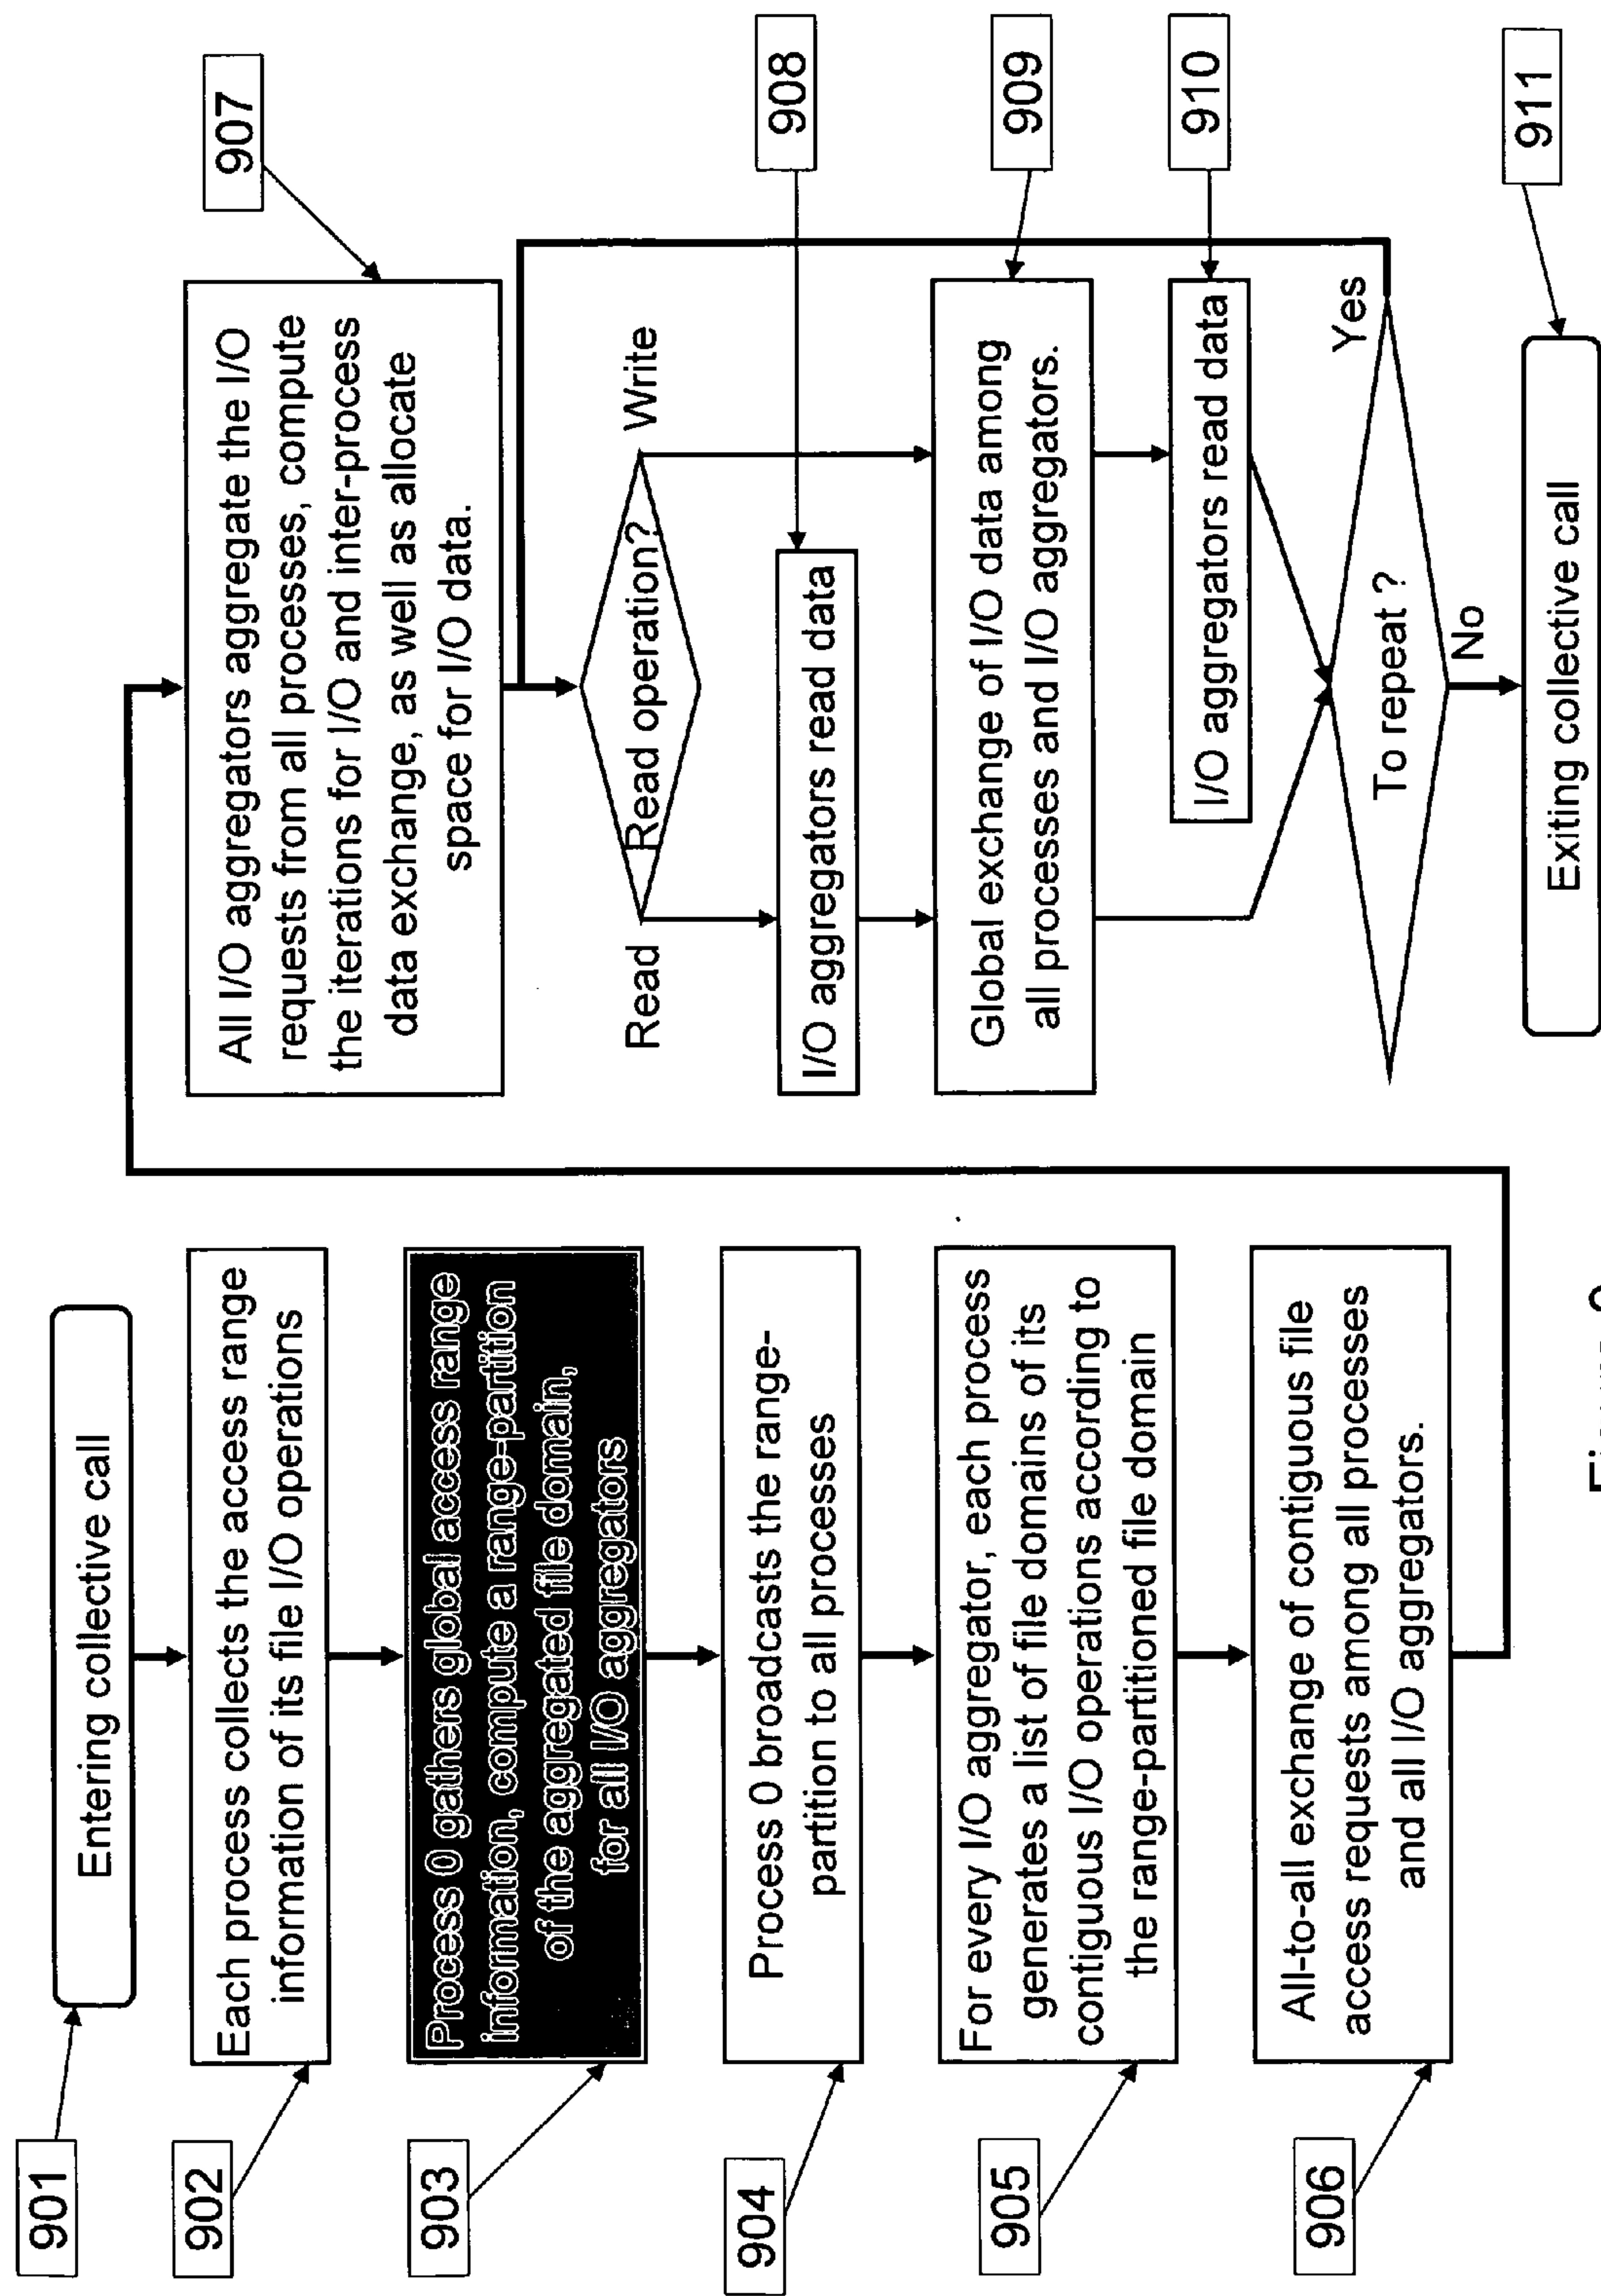 901
Entering collective call
902
Each process collects the access range
information of its file I/O operations
903
Process 0 gathers global access range
information, compute a range-partition
of the aggregated file domain,
for all I/O aggregators
904
Process 0 broadcasts the range-
partition to all processes
905
For every I/O aggregator, each process
generates a list of file domains of its
contiguous I/O operations according to
the range-partitioned file domain
906
All-to-all exchange of contiguous file
access requests among all processes
and all I/O aggregators.
907
All I/O aggregators aggregate the I/O
requests from all processes, compute
the iterations for I/O and inter-process
data exchange, as well as allocate
space for I/O data.
Read operation?
Read
Write
908
I/O aggregators read data
909
Global exchange of I/O data among
all processes and I/O aggregators.
910
I/O aggregators read data
To repeat ?
Yes
No
911
Exiting collective call